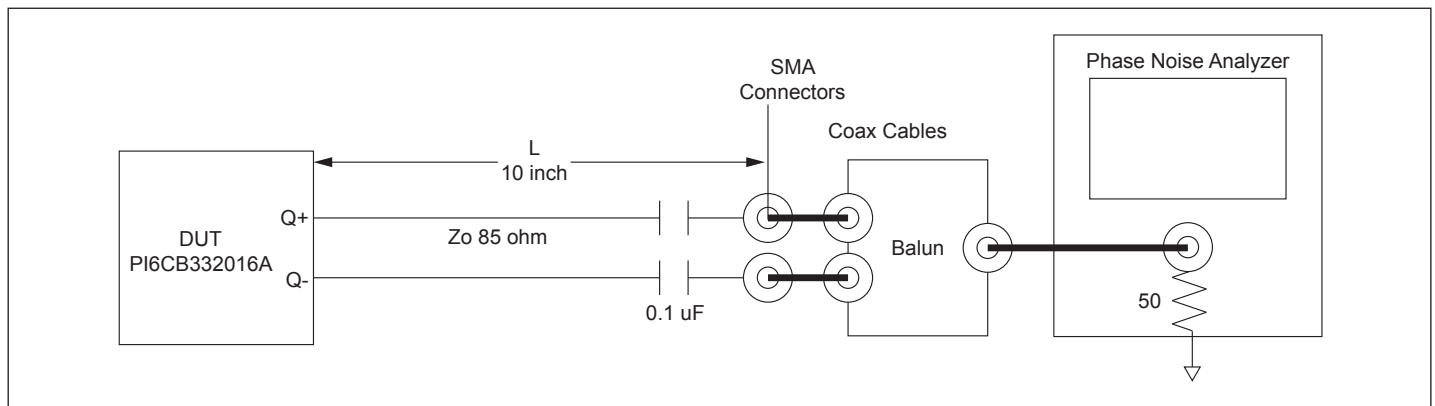 Phase Noise Analyzer
SMA
Connectors
Coax Cables
L
10 inch
Q+
Zo 85 ohm
DUT
PI6CB332016A
Balun
Q-
0.1 uF
50